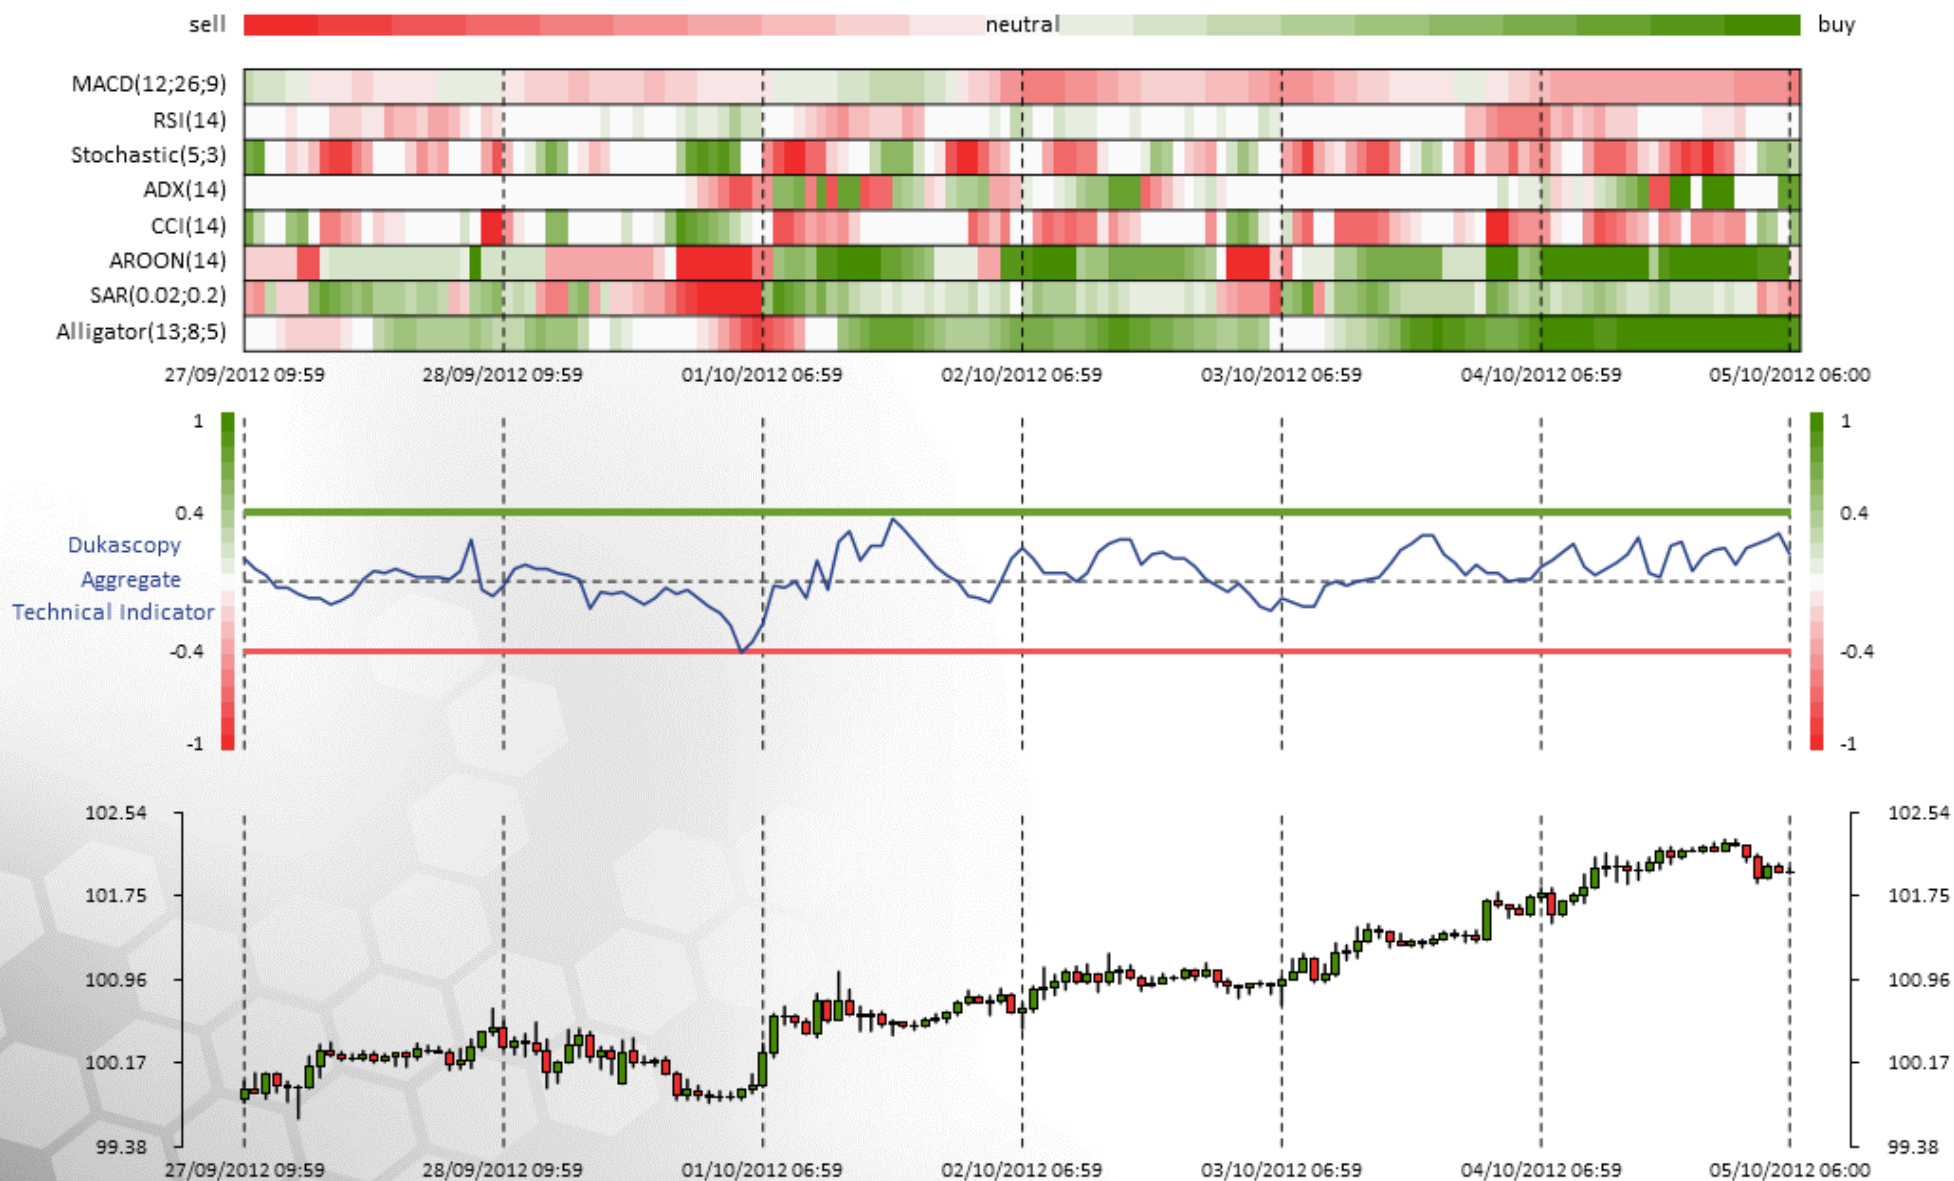 sell neutral buy
MACD(12;26;9)
RSI(14)
Stochastic(5;3)
ADX(14)
CCI(14)
AROON(14)
SAR(0.02;0.2)
Alligator(13;8;5)
27/09/2012 09:59 28/09/2012 09:59 01/10/2012 06:59 02/10/2012 06:59 03/10/2012 06:59 04/10/2012 06:59 05/10/2012 06:00
1 1
0.4 0.4
Dukascopy
Aggregate
Technical Indicator
-0.4 -0.4
-1 -1
102.54 102.54
101.75 101.75
100.96 100.96
100.17 100.17
99.38 99.38
27/09/2012 09:59 28/09/2012 09:59 01/10/2012 06:59 02/10/2012 06:59 03/10/2012 06:59 04/10/2012 06:59 05/10/2012 06:00